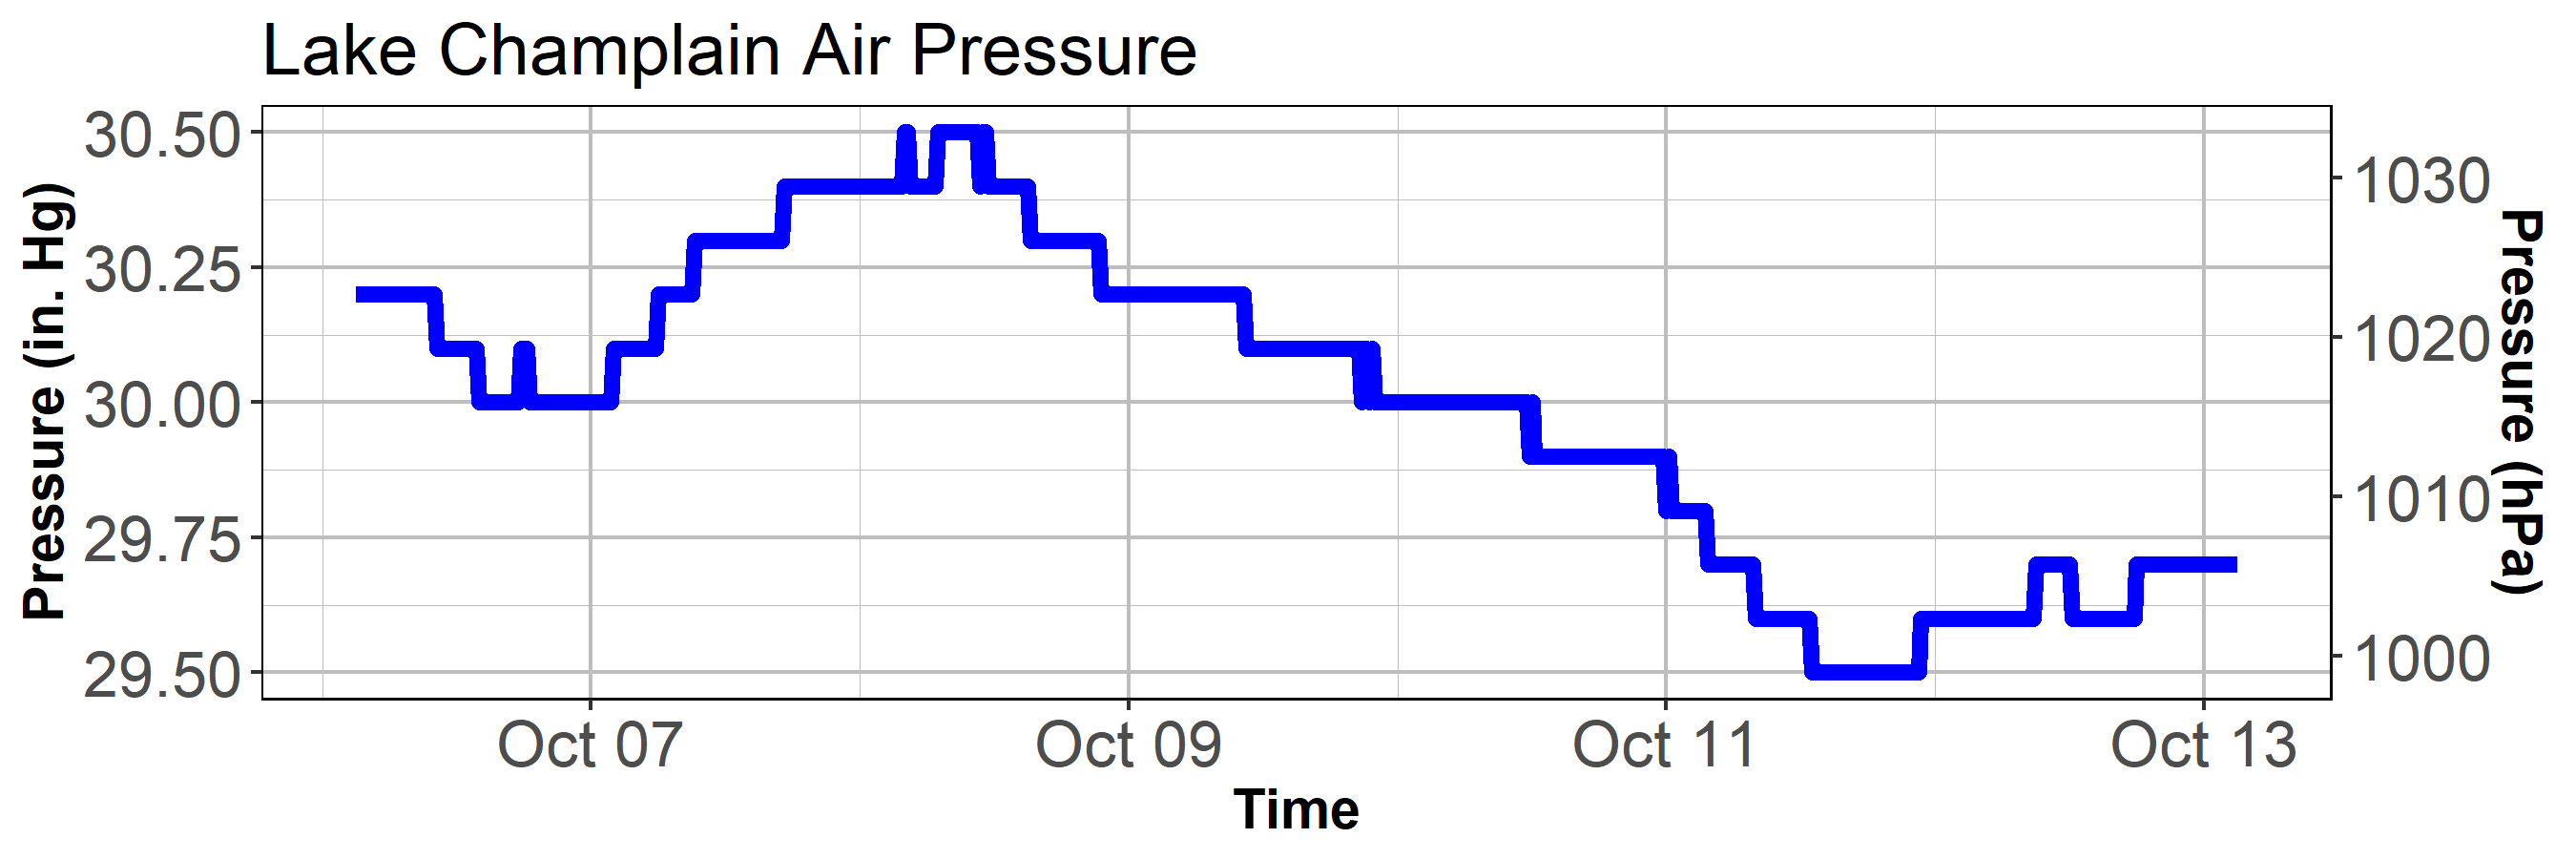 Lake Champlain Air Pressure
Pressure (in. Hg)
30.50
30.25
30.00
29.75
29.50
1030
1020
1010
1000
Pressure (hPa)
Oct 07 Oct 09 Oct 11 Oct 13
Time